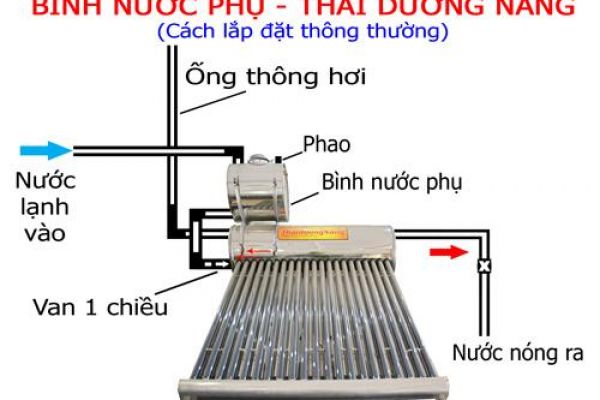 BÌNH NƯỚC PHỤ - THÁI DƯƠNG NĂNG
(Cách lắp đặt thông thường)
Ống thông hơi
Phao
Bình nước phụ
Nước
lạnh
vào
Van 1 chiều
Nước nóng ra